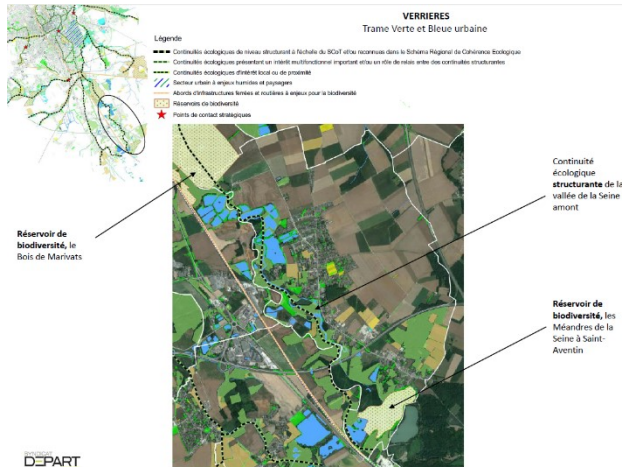 VERRIERES
Trame Verte et Bleue urbaine
Légende
Continuités écologiques de niveau structurant à l'échelle du SCoT et/ou reconnues dans le Schéma Régional de Cohérence Ecologique
Continuités écologiques présentant un intérêt multifonctionnel important et/ou un rôle de relais entre des continuités structurantes
Continuités écologiques d'intérêt local ou de proximité
Secteur urbain à enjeux humides et paysagers
Abords d'infrastructures ferrées et routières à enjeux pour la biodiversité
Réservoirs de biodiversité
Points de contact stratégiques
Continuité
écologique
structurante de la
vallée de la Seine
amont
Réservoir de
biodiversité, le
Bois de Marivats
Réservoir de
biodiversité, les
Méandres de la
Seine à Saint-
Aventin
SYNDICAT
DEPART